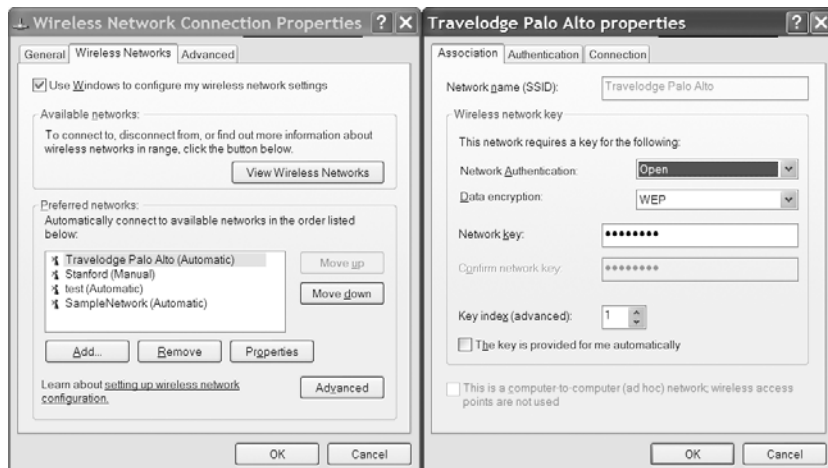 Wireless Network Connection Properties
General
Wireless Networks
Advanced
Use Windows to configure my wireless network settings
Available networks:
To connect to, disconnect from, or find out more information about
wireless networks in range, click the button below.
View Wireless Networks
Preferred networks:
Automatically connect to available networks in the order listed
below:
Travelodge Palo Alto (Automatic)
Stanford (Manual)
test (Automatic)
SampleNetwork (Automatic)
Move up
Move down
Add...
Remove
Properties
Learn about setting up wireless network
configuration.
Advanced
OK
Cancel
Travelodge Palo Alto properties
Association
Authentication
Connection
Network name (SSID):
Travelodge Palo Alto
Wireless network key
This network requires a key for the following:
Network Authentication:
Open
Data encryption:
WEP
Network key:
••••••••
Confirm network key:
••••••••
Key index (advanced):
1
The key is provided for me automatically
This is a computer-to-computer (ad hoc) network; wireless access
points are not used
OK
Cancel